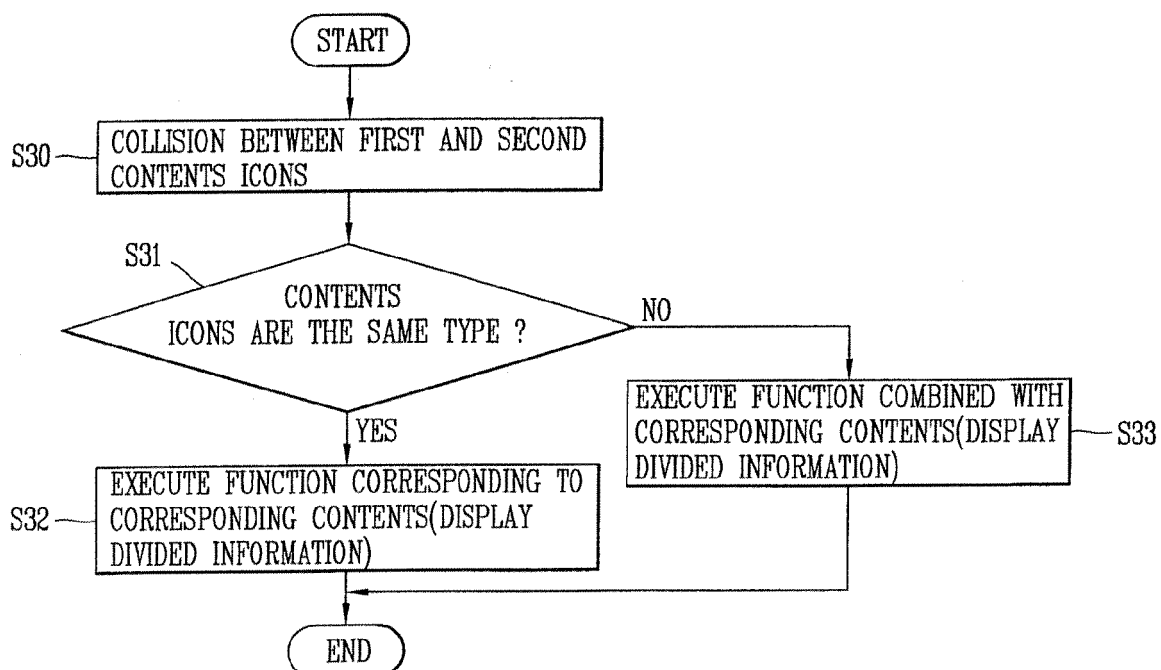 START
S30
COLLISION BETWEEN FIRST AND SECOND
CONTENTS ICONS
S31
CONTENTS
ICONS ARE THE SAME TYPE ?
NO
YES
EXECUTE FUNCTION COMBINED WITH
CORRESPONDING CONTENTS(DISPLAY
DIVIDED INFORMATION)
S33
S32
EXECUTE FUNCTION CORRESPONDING TO
CORRESPONDING CONTENTS(DISPLAY
DIVIDED INFORMATION)
END